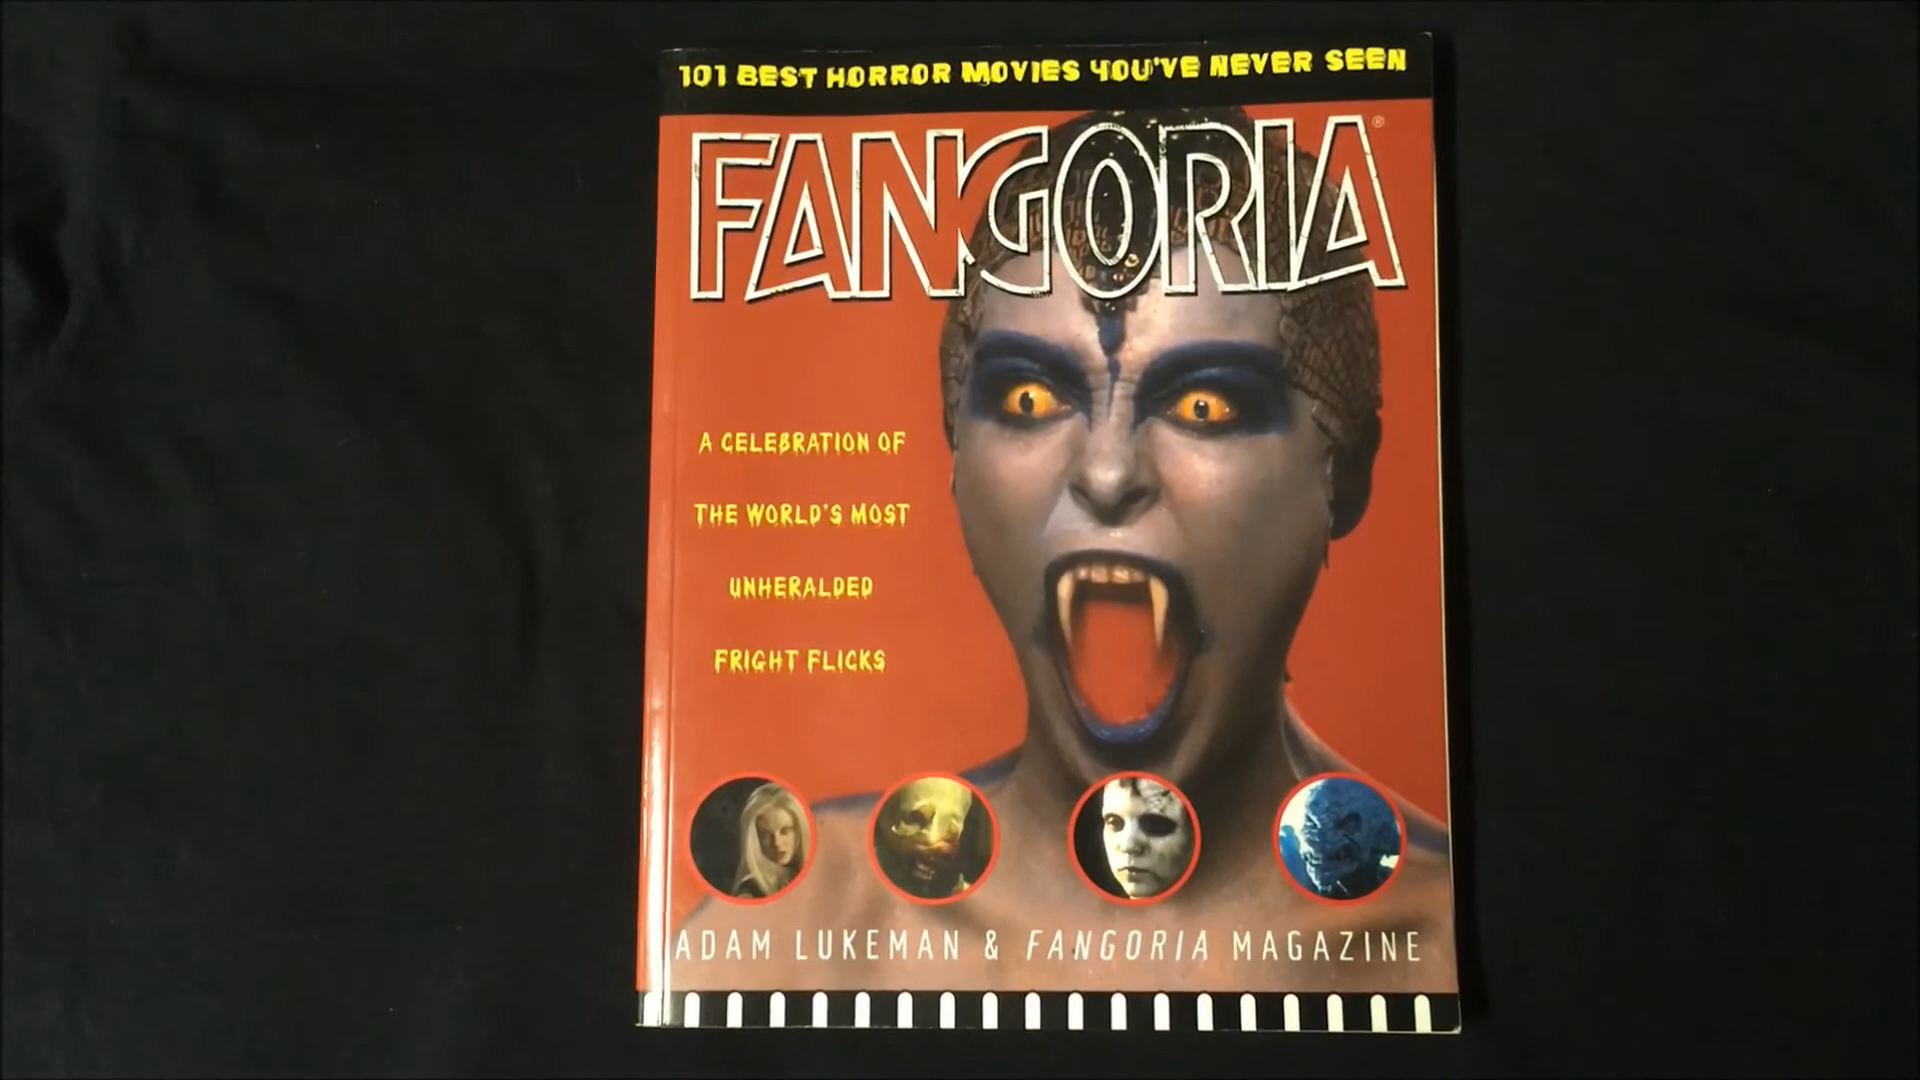 101 BEST HORROR MOVIES YOU'VE NEVER SEEN
FANGORIA®
A CELEBRATION OF
THE WORLD'S MOST
UNHERALDED
FRIGHT FLICKS
ADAM LUKEMAN & FANGORIA MAGAZINE